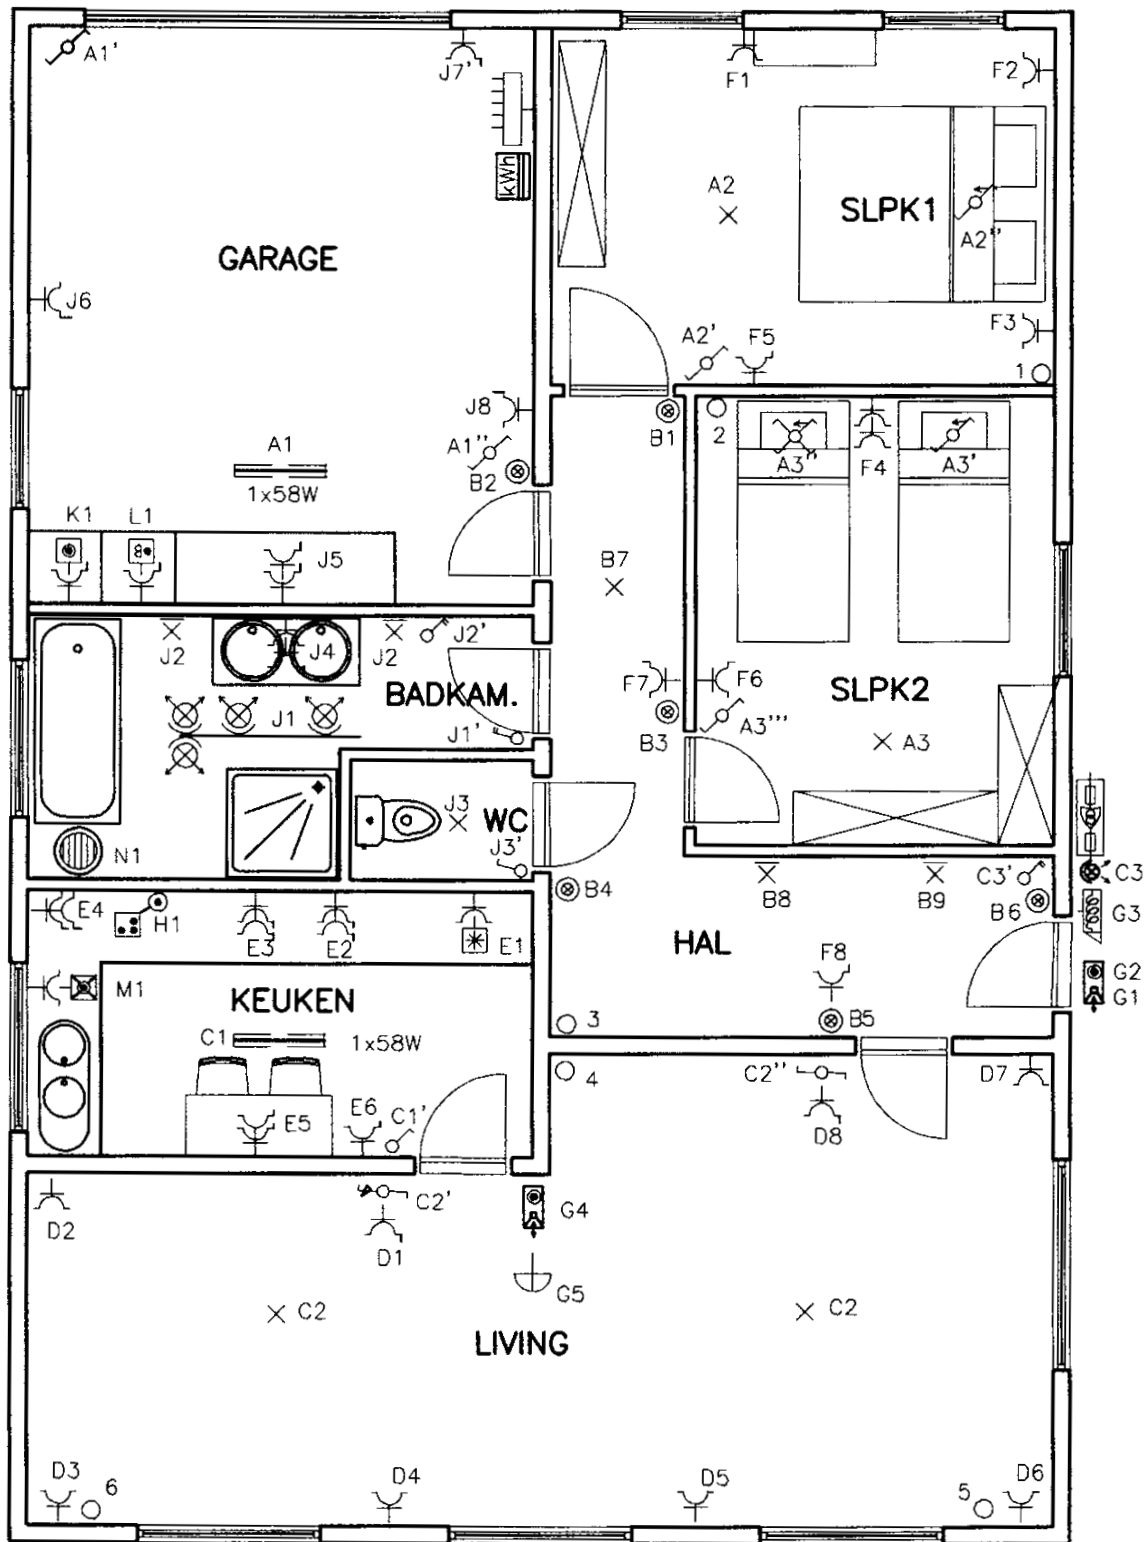 A1'
J7'
F1
F2
kWh
A2
SLPK1
A2''
GARAGE
J6
F3
A2'
F5
1
J8
A1''
B1
2
A3''
F4
A3'
A1
B2
1x58W
K1
L1
J5
B7
J2
J4
J2
J2'
BADKAM.
F7
F6
SLPK2
J1
J1'
B3
A3'''
A3
J3
WC
J3'
N1
B4
B8
B9
C3'
C3
E4
H1
E3
E2
E1
B6
G3
HAL
F8
M1
KEUKEN
G2
G1
C1
1x58W
3
B5
4
C2''
D7
E5
E6
C1'
D8
D2
C2'
D1
G4
G5
C2
C2
LIVING
D3
6
D4
D5
5
D6